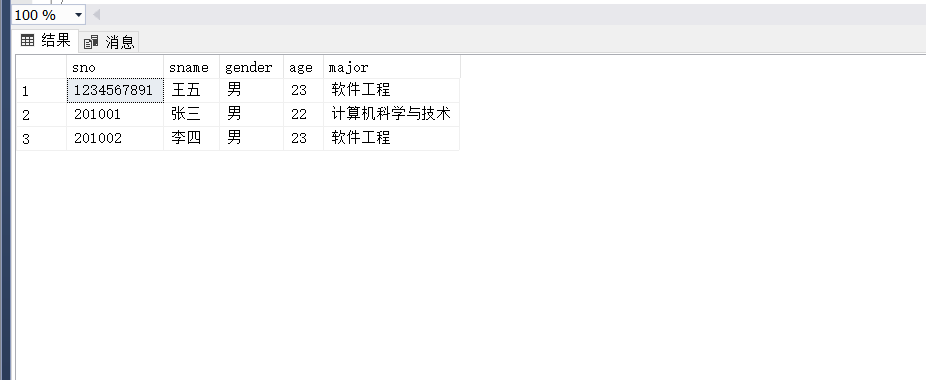 100 %
结果 消息
sno sname gender age major
1 1234567891 王五 男 23 软件工程
2 201001 张三 男 22 计算机科学与技术
3 201002 李四 男 23 软件工程